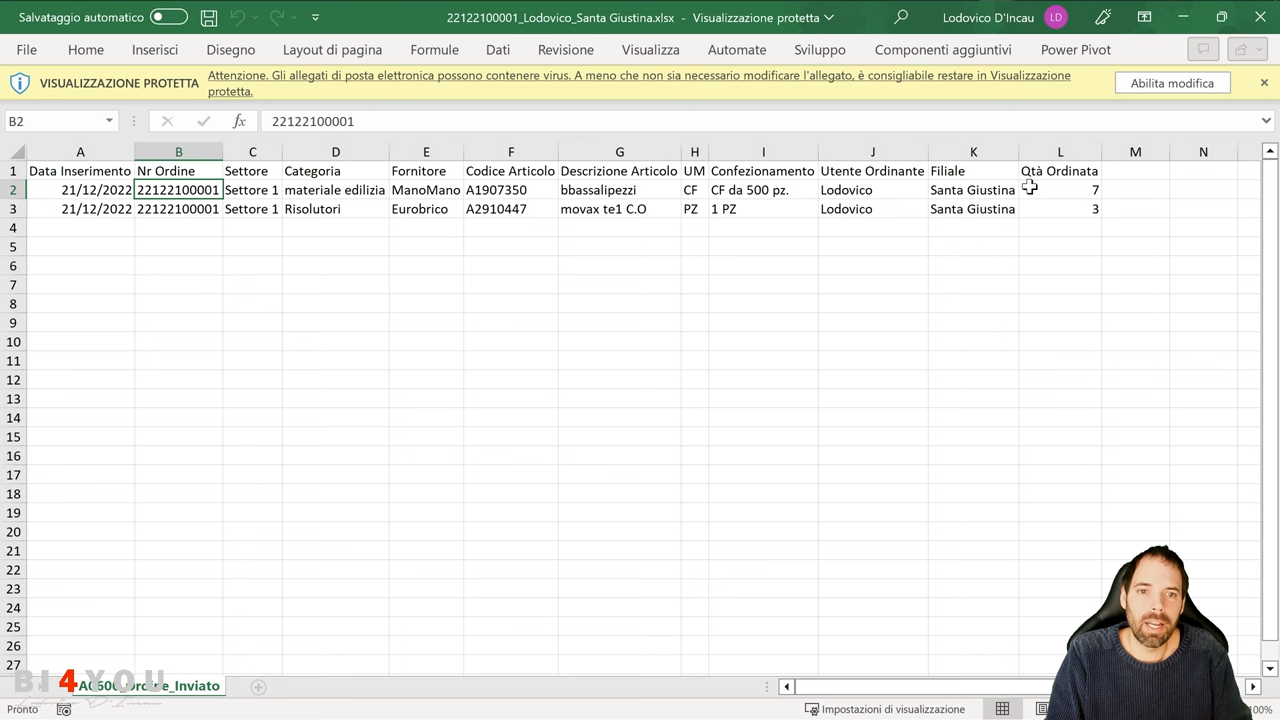 Salvataggio automatico
22122100001_Lodovico_Santa Giustina.xlsx - Visualizzazione protetta
Lodovico D'Incau LD
File Home Inserisci Disegno Layout di pagina Formule Dati Revisione Visualizza Automate Sviluppo Componenti aggiuntivi Power Pivot
VISUALIZZAZIONE PROTETTA
Attenzione. Gli allegati di posta elettronica possono contenere virus. A meno che non sia necessario modificare l'allegato, è consigliabile restare in Visualizzazione
protetta.
Abilita modifica
B2 fx 22122100001
A B C D E F G H I J K L M N
1 Data Inserimento Nr Ordine Settore Categoria Fornitore Codice Articolo Descrizione Articolo UM Confezionamento Utente Ordinante Filiale Qtà Ordinata
2 21/12/2022 22122100001 Settore 1 materiale edilizia ManoMano A1907350 bbassalipezzi CF CF da 500 pz. Lodovico Santa Giustina 7
3 21/12/2022 22122100001 Settore 1 Risolutori Eurobrico A2910447 movax te1 C.O PZ 1 PZ Lodovico Santa Giustina 3
4
5
6
7
8
9
10
11
12
13
14
15
16
17
18
19
20
21
22
23
24
25
26
27
BI4YOU
Lodovico D'Incau
Ordine_Inviato
Pronto
Impostazioni di visualizzazione
100%